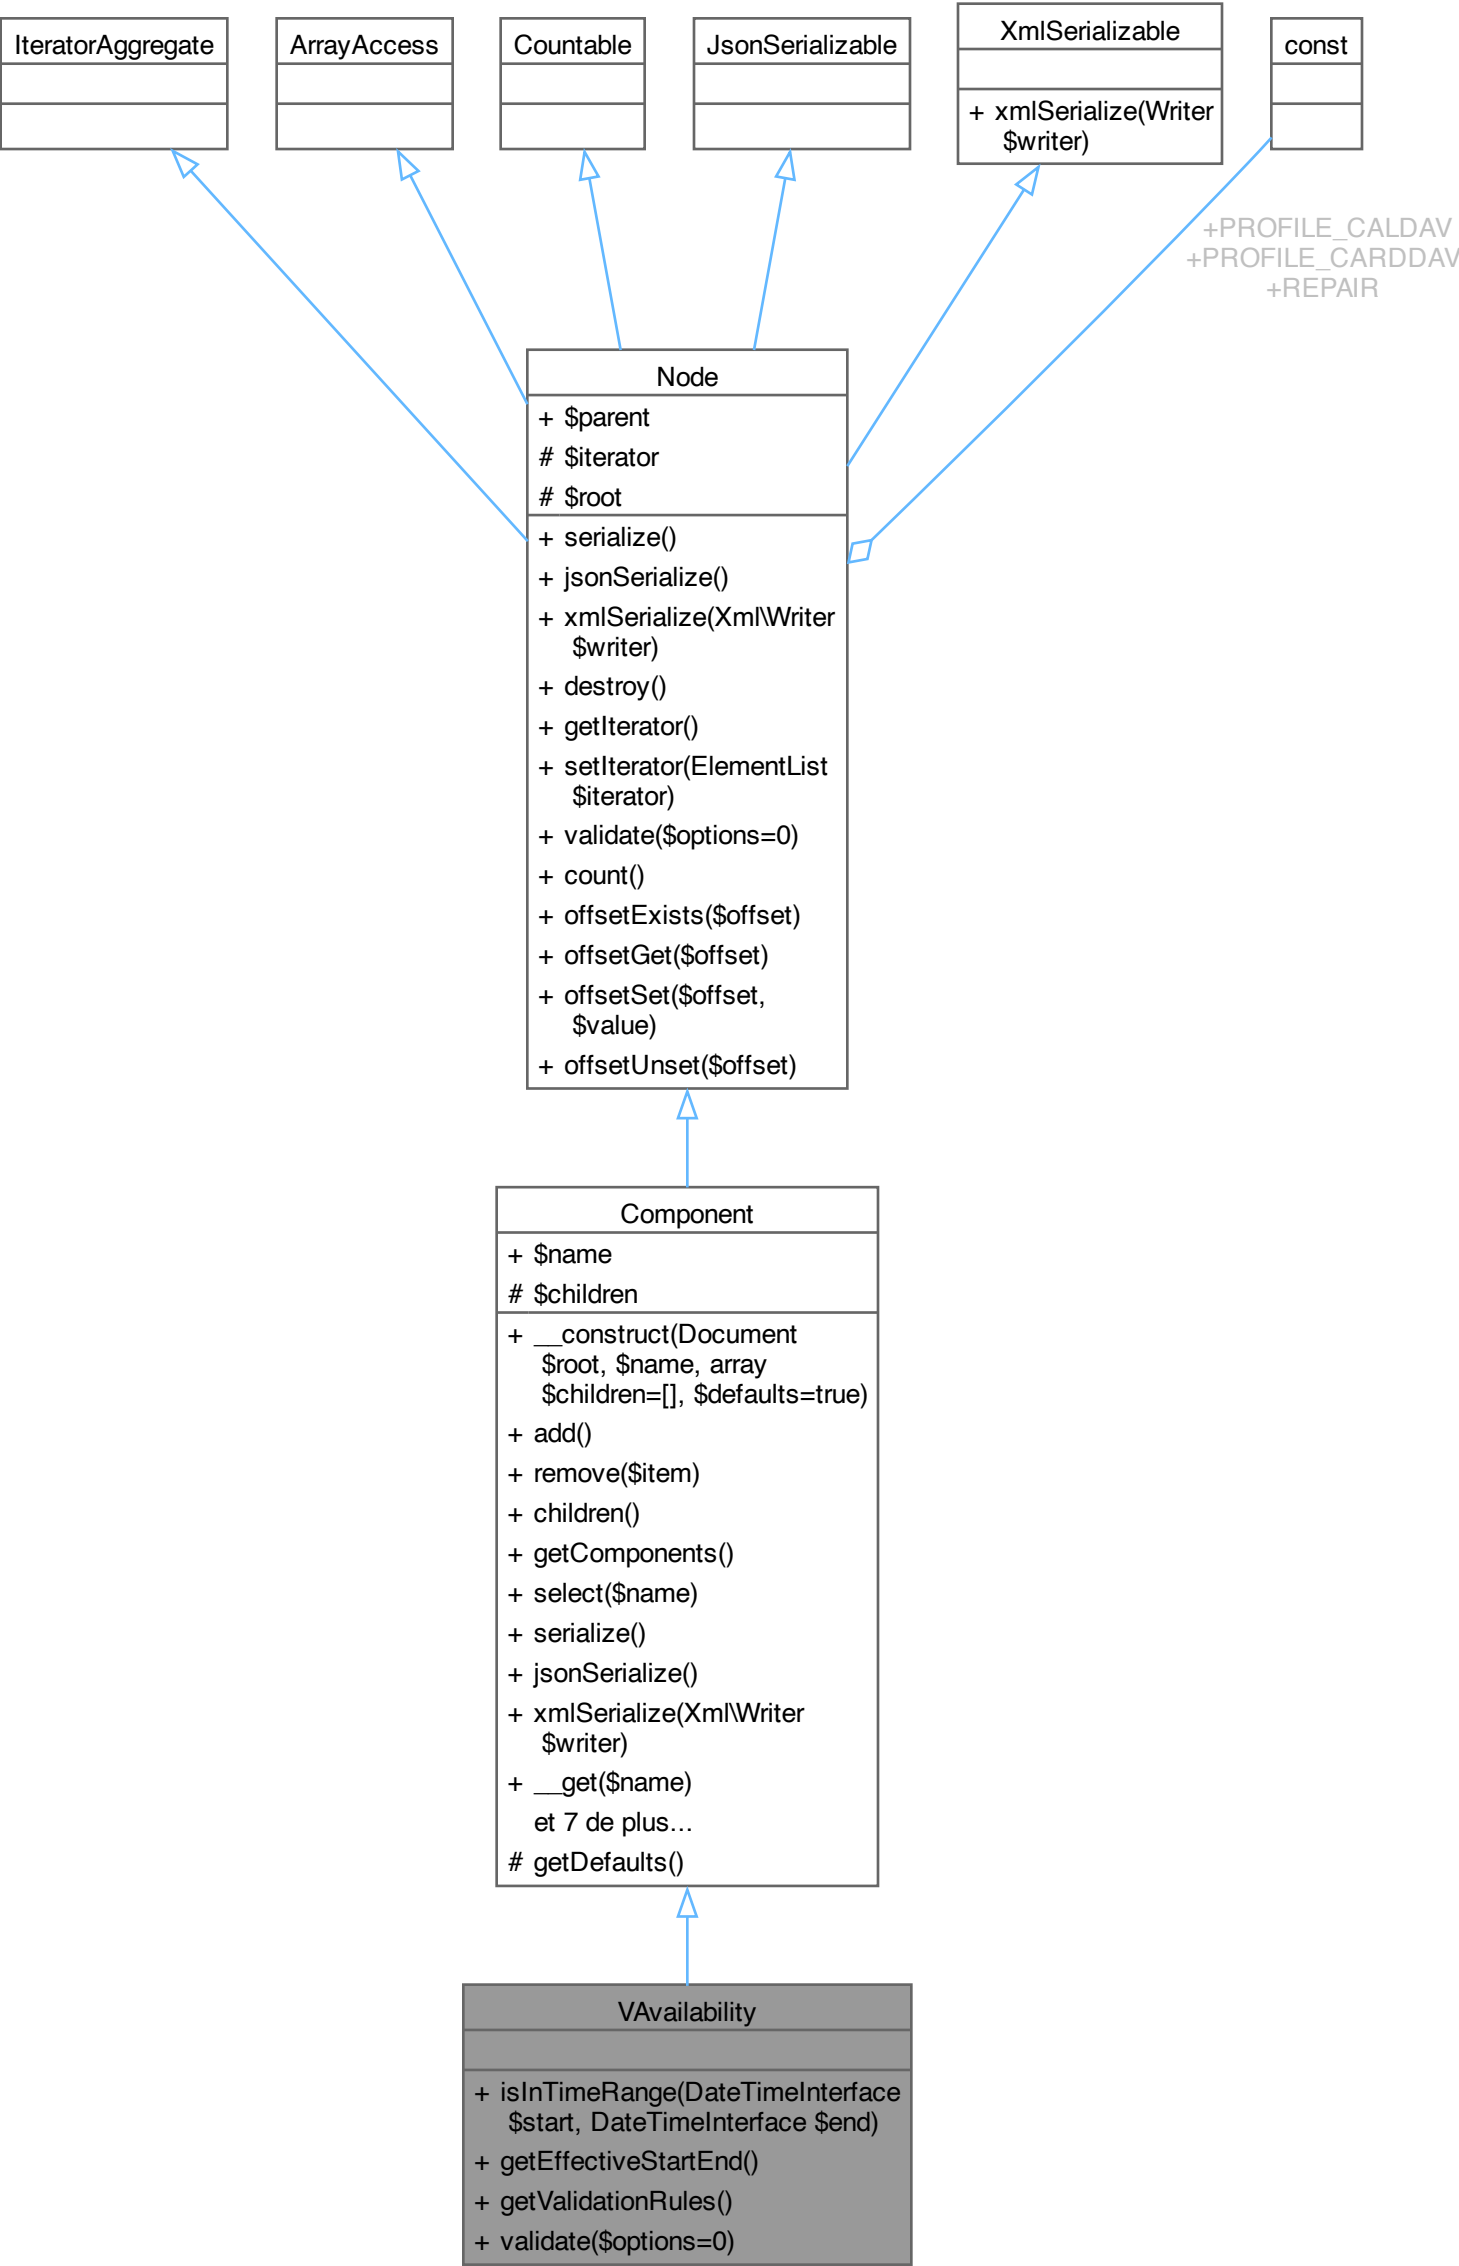 IteratorAggregate
ArrayAccess
Countable
JsonSerializable
XmlSerializable
+ xmlSerialize(Writer
$writer)
const
+PROFILE_CALDAV
+PROFILE_CARDDAV
+REPAIR
Node
+ $parent
# $iterator
# $root
+ serialize()
+ jsonSerialize()
+ xmlSerialize(Xml\Writer
$writer)
+ destroy()
+ getIterator()
+ setIterator(ElementList
$iterator)
+ validate($options=0)
+ count()
+ offsetExists($offset)
+ offsetGet($offset)
+ offsetSet($offset,
$value)
+ offsetUnset($offset)
Component
+ $name
# $children
+ __construct(Document
$root, $name, array
$children=[], $defaults=true)
+ add()
+ remove($item)
+ children()
+ getComponents()
+ select($name)
+ serialize()
+ jsonSerialize()
+ xmlSerialize(Xml\Writer
$writer)
+ __get($name)
et 7 de plus...
# getDefaults()
VAvailability
+ isInTimeRange(DateTimeInterface
$start, DateTimeInterface $end)
+ getEffectiveStartEnd()
+ getValidationRules()
+ validate($options=0)